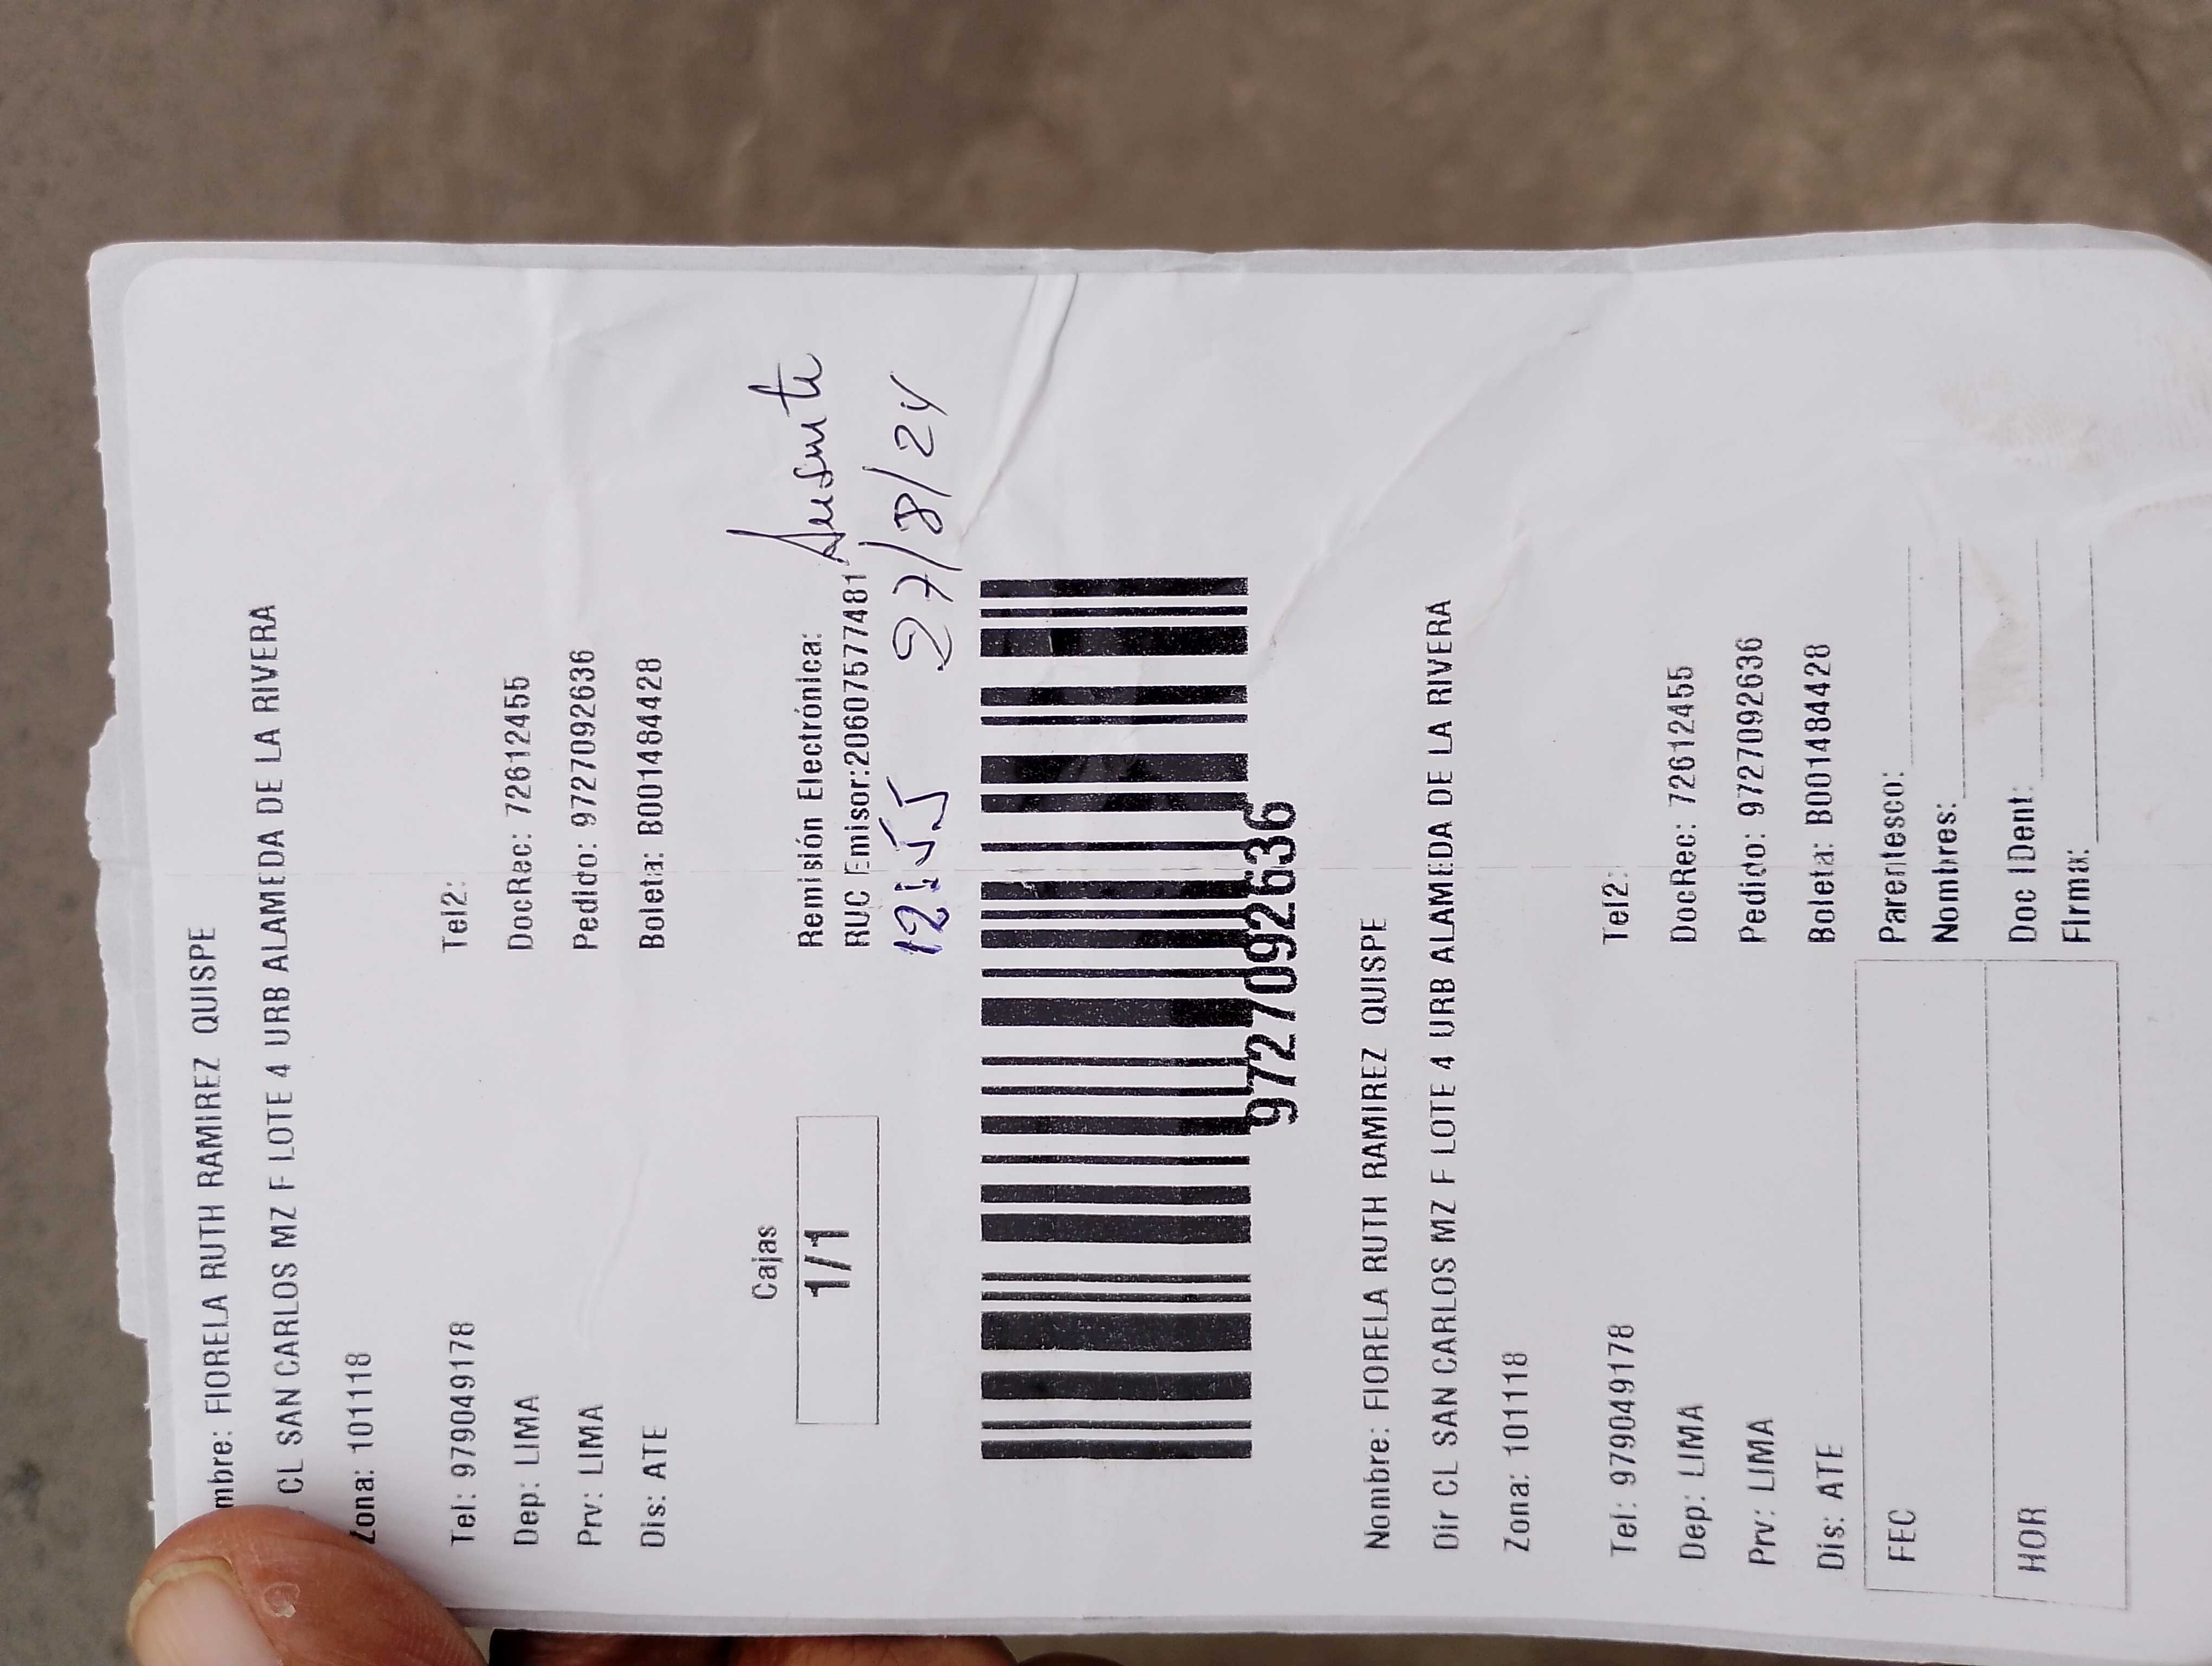 mbre: FIORELA RUTH RAMIREZ QUISPE
CL SAN CARLOS MZ F LOTE 4 URB ALAMEDA DE LA RIVERA
Zona: 101118
Tel: 979049178 Tel2:
Dep: LIMA DocRec: 72612455
Prv: LIMA Pedido: 9727092636
Dis: ATE Boleta: B001484428
Cajas
1/1
Remisión Electrónica:
RUC Emisor:20607577481 Ausente
12:55 27/8/24
9727092636
Nombre: FIORELA RUTH RAMIREZ QUISPE
Dir CL SAN CARLOS MZ F LOTE 4 URB ALAMEDA DE LA RIVERA
Zona: 101118
Tel: 979049178 Tel2:
Dep: LIMA DocRec: 72612455
Prv: LIMA Pedido: 9727092636
Dis: ATE Boleta: B001484428
FEC Parentesco:
Nombres:
HOR Doc IDent:
FIrma: